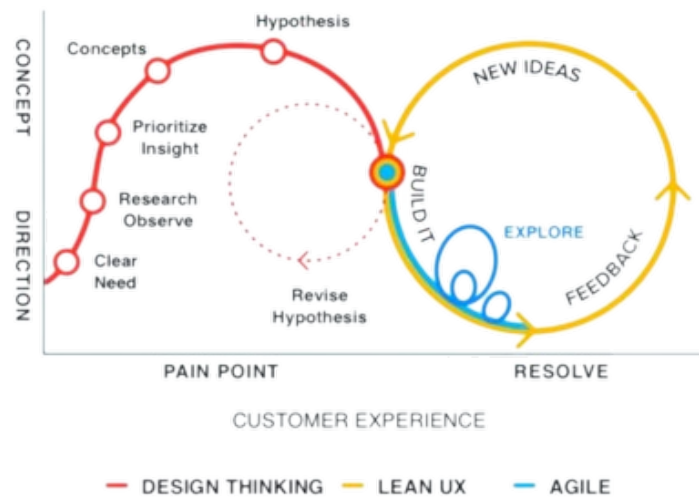 Hypothesis
Concepts
CONCEPT
Prioritize
Insight
Research
Observe
DIRECTION
Clear
Need
Revise
Hypothesis
NEW IDEAS
BUILD IT
EXPLORE
FEEDBACK
PAIN POINT
RESOLVE
CUSTOMER EXPERIENCE
DESIGN THINKING
LEAN UX
AGILE